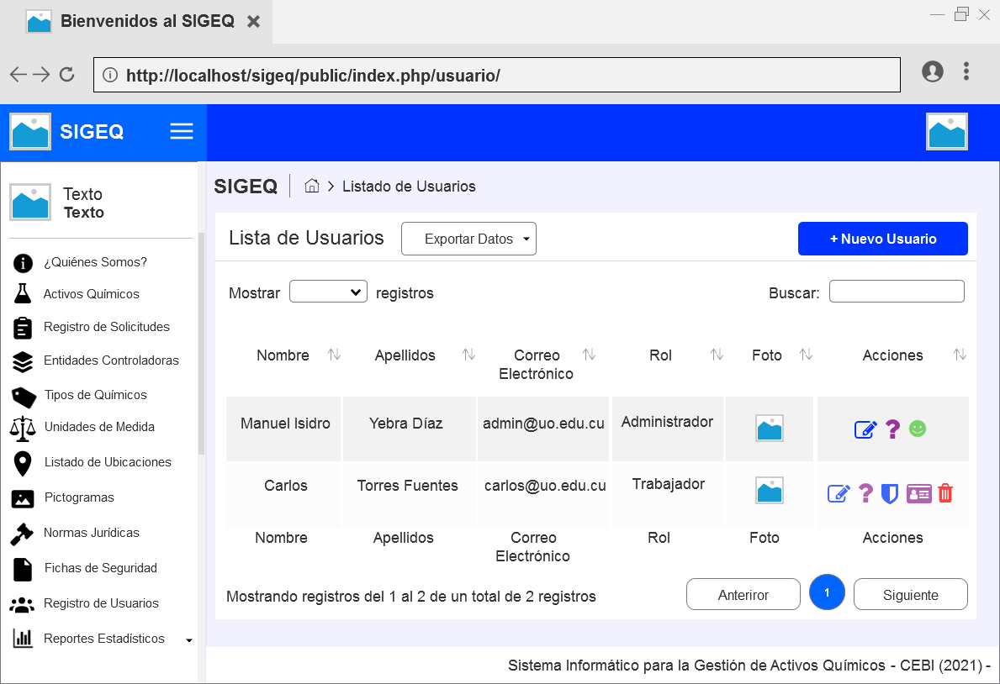 Bienvenidos al SIGEQ
http://localhost/sigeq/public/index.php/usuario/
SIGEQ
Texto
Texto
¿Quiénes Somos?
Activos Químicos
Registro de Solicitudes
Entidades Controladoras
Tipos de Químicos
Unidades de Medida
Listado de Ubicaciones
Pictogramas
Normas Jurídicas
Fichas de Seguridad
Registro de Usuarios
Reportes Estadísticos
SIGEQ Listado de Usuarios
Lista de Usuarios Exportar Datos + Nuevo Usuario
Mostrar registros Buscar:
Nombre Apellidos Correo Electrónico Rol Foto Acciones
Manuel Isidro Yebra Díaz admin@uo.edu.cu Administrador
Carlos Torres Fuentes carlos@uo.edu.cu Trabajador
Nombre Apellidos Correo Electrónico Rol Foto Acciones
Mostrando registros del 1 al 2 de un total de 2 registros Anteriror 1 Siguiente
Sistema Informático para la Gestión de Activos Químicos - CEBI (2021) -